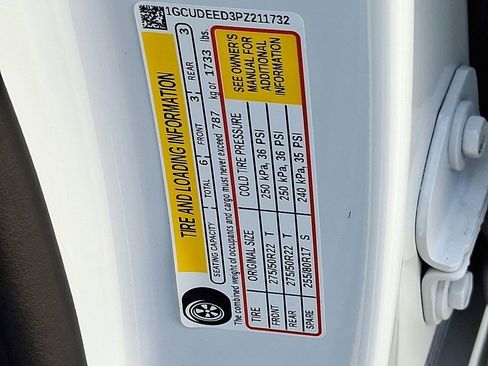 1GCUDEED3PZ211732
TIRE AND LOADING INFORMATION
SEATING CAPACITY TOTAL 6 FRONT 3 REAR 3
The combined weight of occupants and cargo must never exceed 787 kg or 1733 lbs.
TIRE ORIGINAL SIZE COLD TIRE PRESSURE
FRONT 275/50R22 T 250 kPa, 36 PSI
REAR 275/50R22 T 250 kPa, 36 PSI
SPARE 255/80R17 S 240 kPa, 35 PSI
SEE OWNER'S
MANUAL FOR
ADDITIONAL
INFORMATION